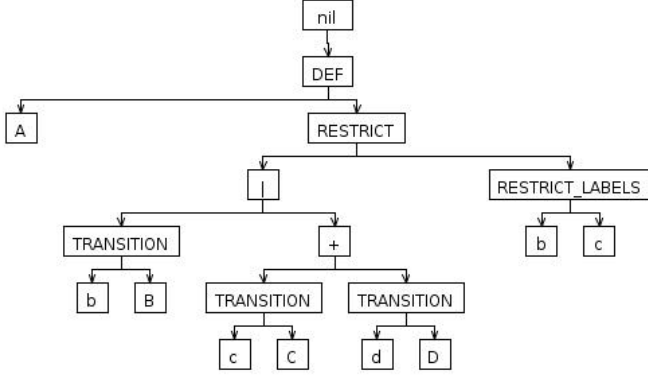 nil
DEF
A
RESTRICT
|
RESTRICT_LABELS
TRANSITION
+
b
c
b
B
TRANSITION
TRANSITION
c
C
d
D